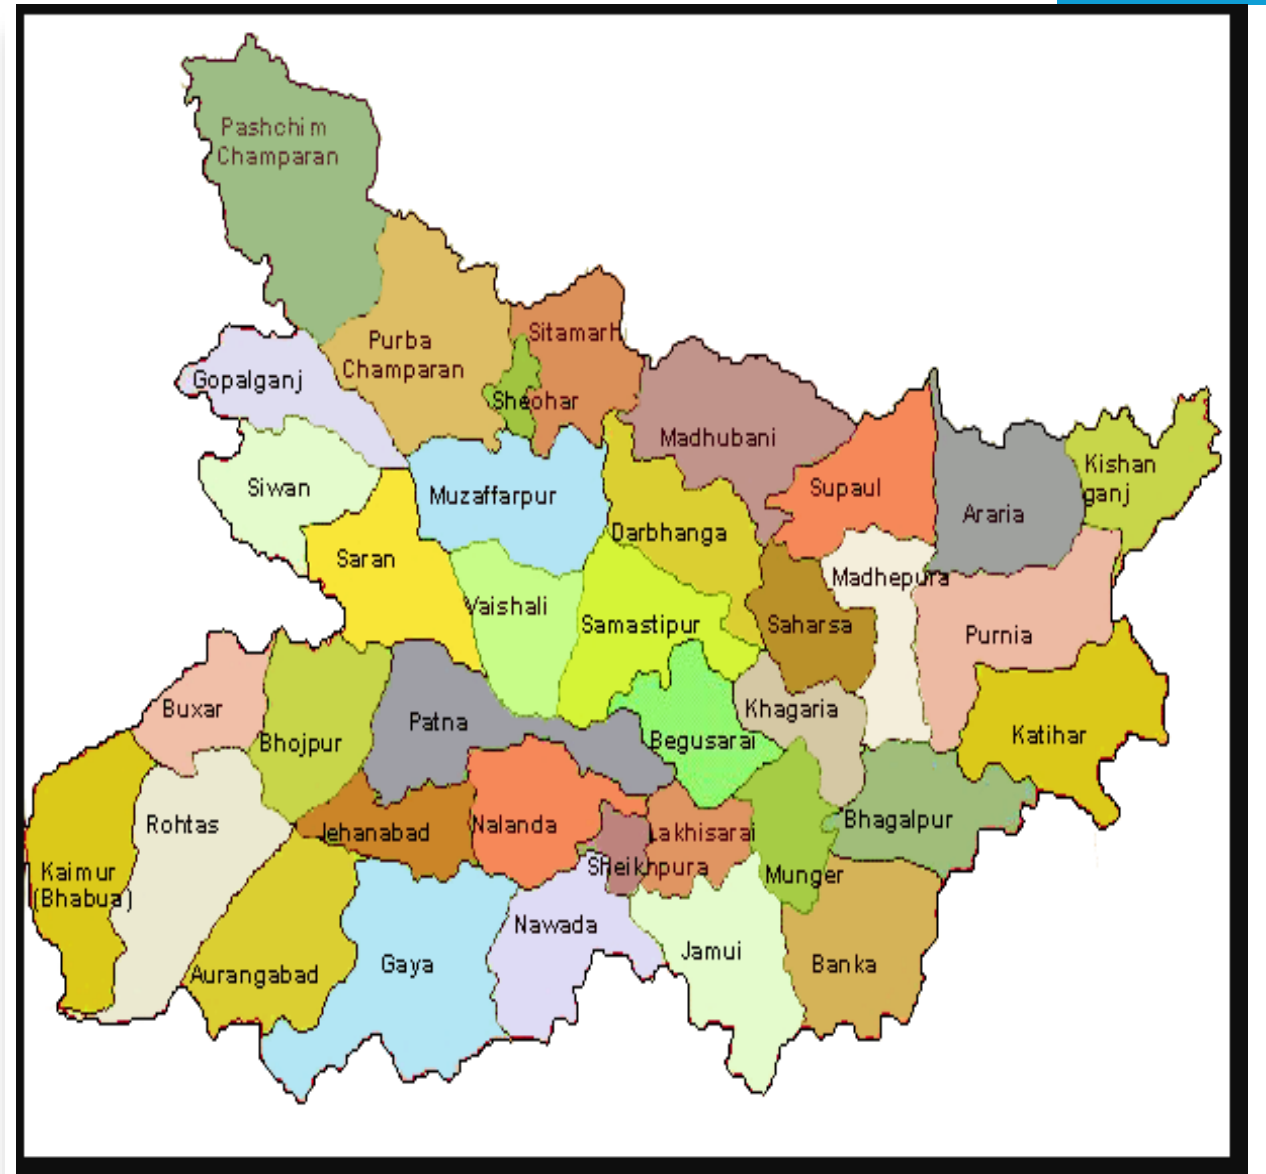 Pashchim
Champaran
Purba
Champaran
Sitamarh
Gopalganj
Sheohar
Madhubani
Kishan
ganj
Siwan
Muzaffarpur
Supaul
Araria
Darbhanga
Saran
Madhepura
Vaishali
Samastipur
Saharsa
Purnia
Buxar
Patna
Khagaria
Bhojpur
Begusarai
Katihar
Rohtas
Jehanabad
Nalanda
Lakhisarai
Bhagalpur
Kaimur
(Bhabua)
Sheikhpura
Munger
Nawada
Jamui
Aurangabad
Gaya
Banka